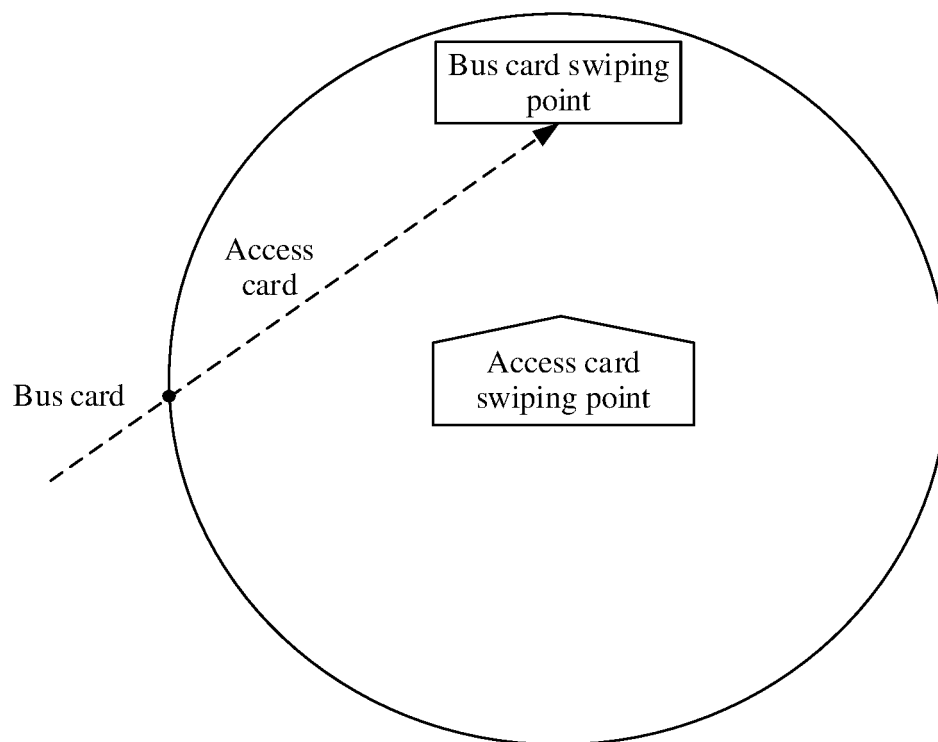 Bus card swiping
point
Access
card
Access card
swiping point
Bus card